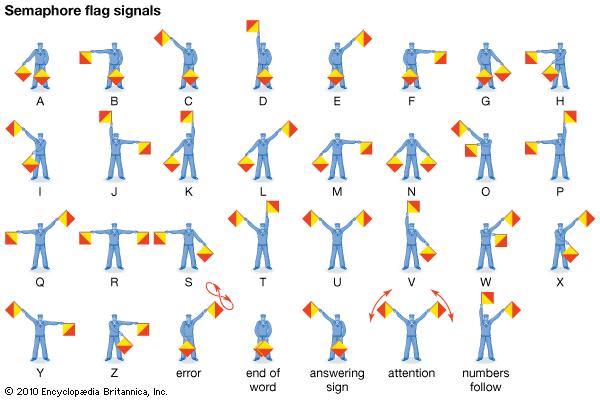 Semaphore flag signals
A B C D E F G H
I J K L M N O P
Q R S T U V W X
Y Z error end of word answering sign attention numbers follow
© 2010 Encyclopædia Britannica, Inc.